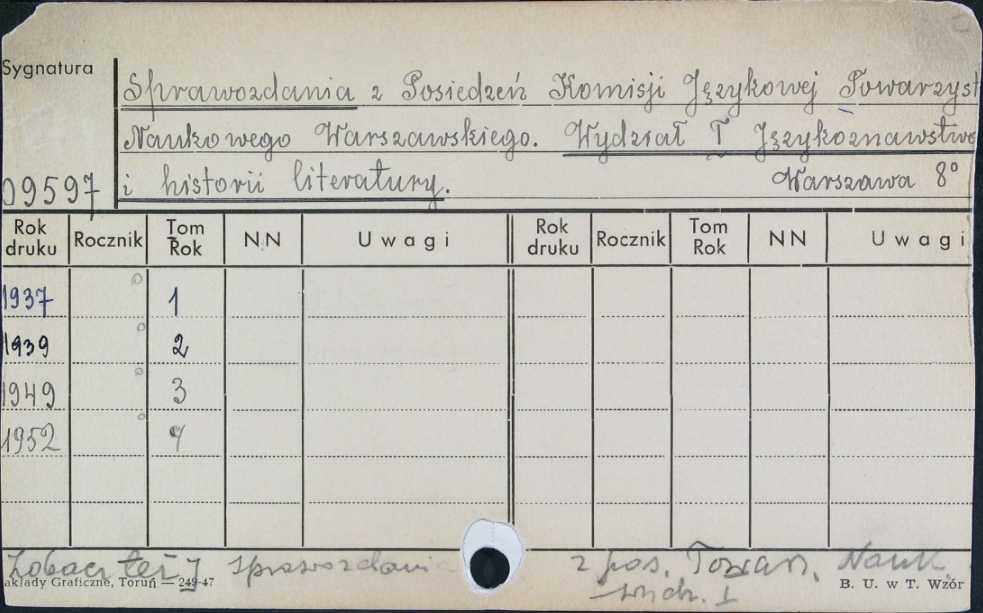 Sygnatura
Sprawozdania z Posiedzeń Komisji Językowej Towarzyst
Naukowego Warszawskiego. Wydział I Językoznawstwa
09597
i historii literatury.
Warszawa 8°
Rok druku Rocznik Tom Rok NN Uwagi Rok druku Rocznik Tom Rok NN Uwagi
1937 1
1939 2
1949 3
1952 4
Zobacz też sprawozdania z pos. Towarz. Nauk.
wydz. I
akłady Graficzne, Toruń — 249-47
B. U. w T. Wzór